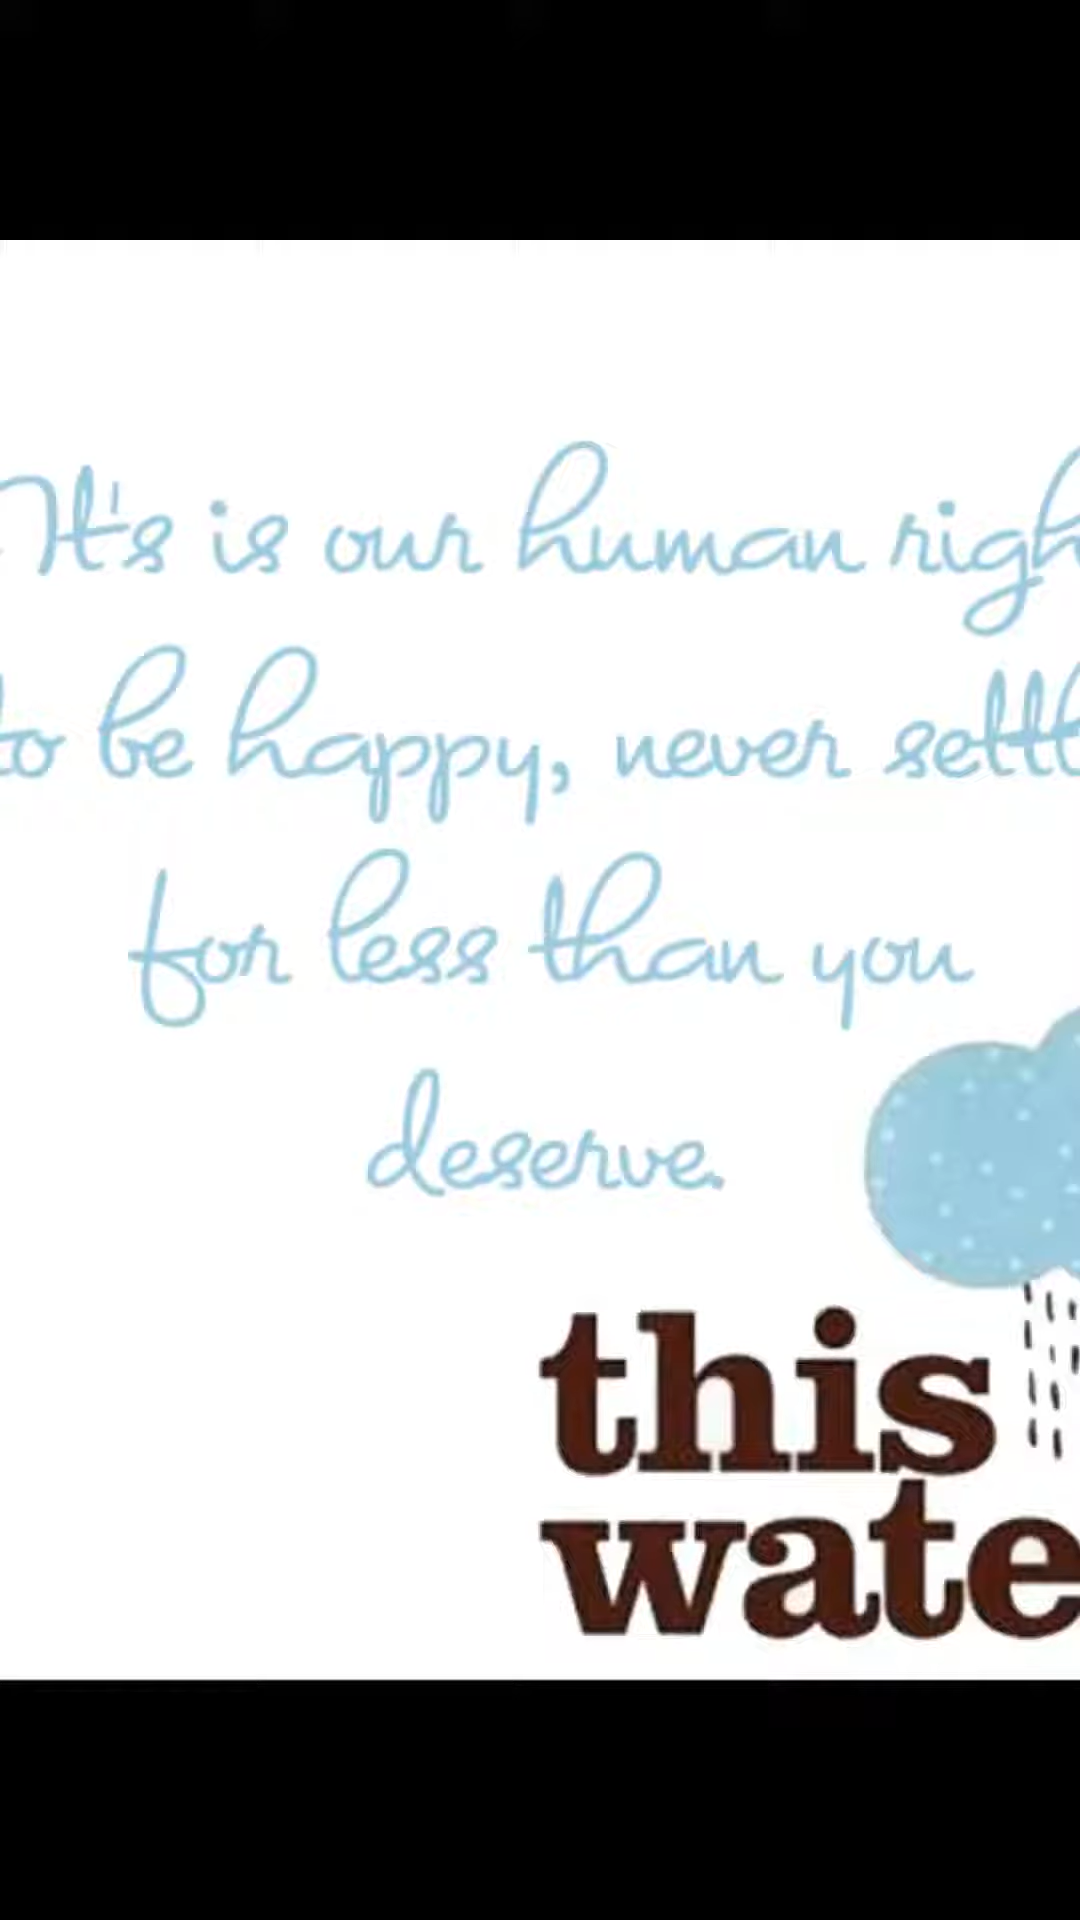 It's is our human righ
to be happy, never settl
for less than you
deserve.
this
wate